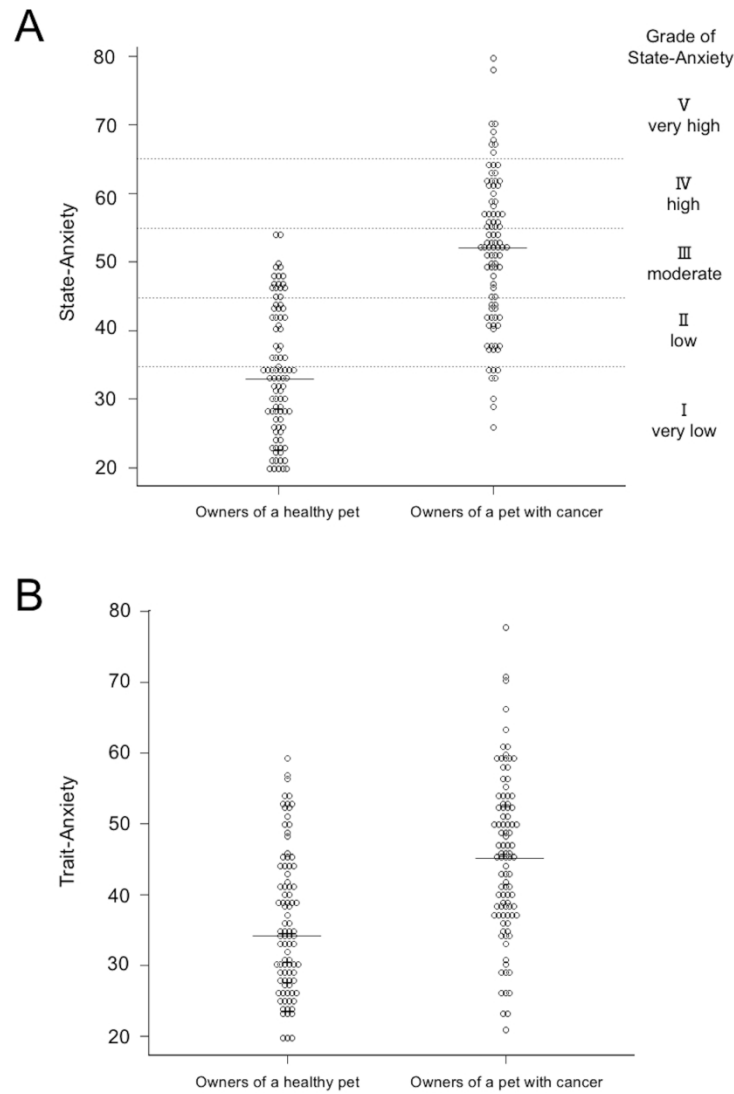 A
Grade of
State-Anxiety
80
70
60
50
40
30
20
State-Anxiety
Ⅴ
very high
Ⅳ
high
Ⅲ
moderate
Ⅱ
low
Ⅰ
very low
Owners of a healthy pet
Owners of a pet with cancer
B
80
70
60
50
40
30
20
Trait-Anxiety
Owners of a healthy pet
Owners of a pet with cancer